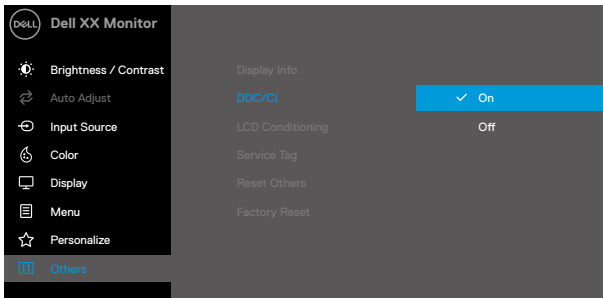 DELL Dell XX Monitor
Brightness / Contrast
Auto Adjust
Input Source
Color
Display
Menu
Personalize
Others
Display Info
DDC/CI
LCD Conditioning
Service Tag
Reset Others
Factory Reset
On
Off